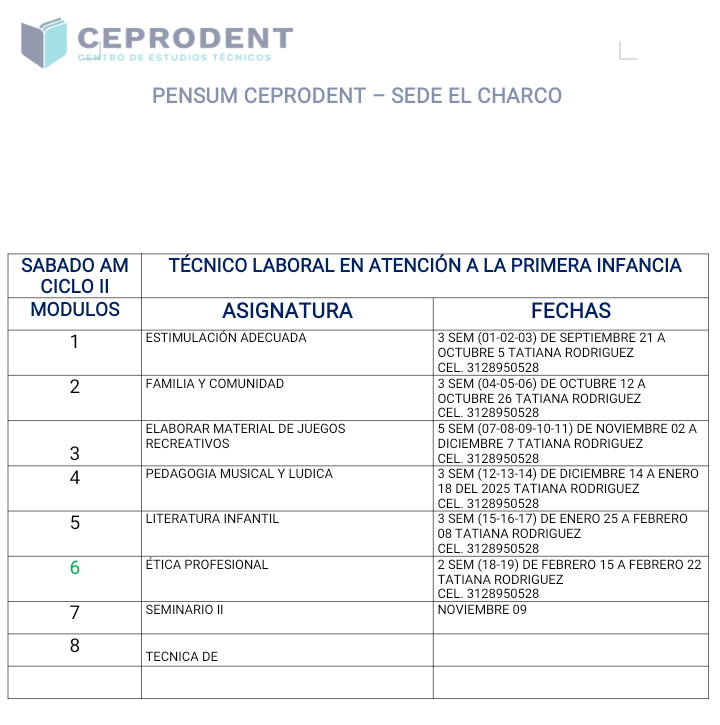 CEPRODENT
CENTRO DE ESTUDIOS TÉCNICOS
PENSUM CEPRODENT – SEDE EL CHARCO
SABADO AM
CICLO II
TÉCNICO LABORAL EN ATENCIÓN A LA PRIMERA INFANCIA
MODULOS
ASIGNATURA
FECHAS
1
ESTIMULACIÓN ADECUADA
3 SEM (01-02-03) DE SEPTIEMBRE 21 A
OCTUBRE 5 TATIANA RODRIGUEZ
CEL. 3128950528
2
FAMILIA Y COMUNIDAD
3 SEM (04-05-06) DE OCTUBRE 12 A
OCTUBRE 26 TATIANA RODRIGUEZ
CEL. 3128950528
3
ELABORAR MATERIAL DE JUEGOS
RECREATIVOS
5 SEM (07-08-09-10-11) DE NOVIEMBRE 02 A
DICIEMBRE 7 TATIANA RODRIGUEZ
CEL. 3128950528
4
PEDAGOGIA MUSICAL Y LUDICA
3 SEM (12-13-14) DE DICIEMBRE 14 A ENERO
18 DEL 2025 TATIANA RODRIGUEZ
CEL. 3128950528
5
LITERATURA INFANTIL
3 SEM (15-16-17) DE ENERO 25 A FEBRERO
08 TATIANA RODRIGUEZ
CEL. 3128950528
6
ÉTICA PROFESIONAL
2 SEM (18-19) DE FEBRERO 15 A FEBRERO 22
TATIANA RODRIGUEZ
CEL. 3128950528
7
SEMINARIO II
NOVIEMBRE 09
8
TECNICA DE